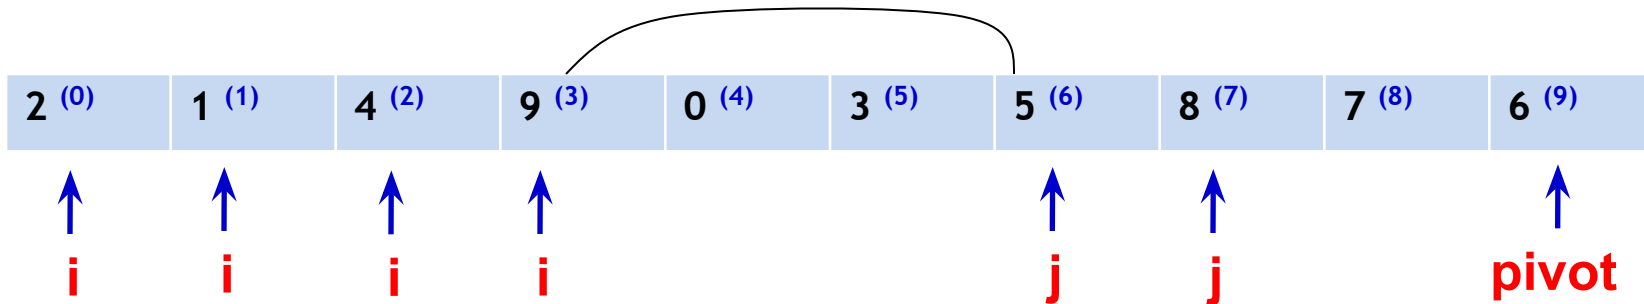 2 (0) 1 (1) 4 (2) 9 (3) 0 (4) 3 (5) 5 (6) 8 (7) 7 (8) 6 (9)
i i i i j j pivot